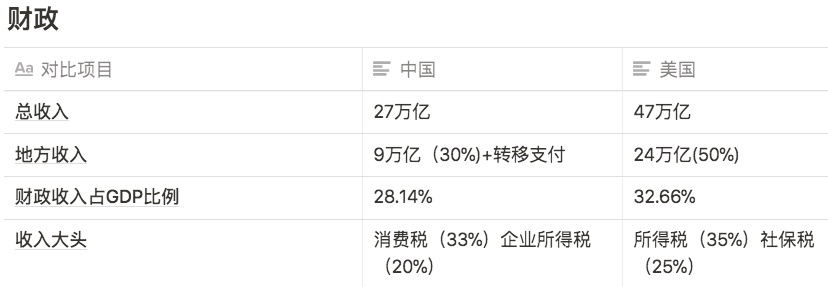 财政
Aa 对比项目 中国 美国
总收入 27万亿 47万亿
地方收入 9万亿（30%)+转移支付 24万亿(50%)
财政收入占GDP比例 28.14% 32.66%
收入大头 消费税（33%）企业所得税 所得税（35%）社保税
（20%) （25%)